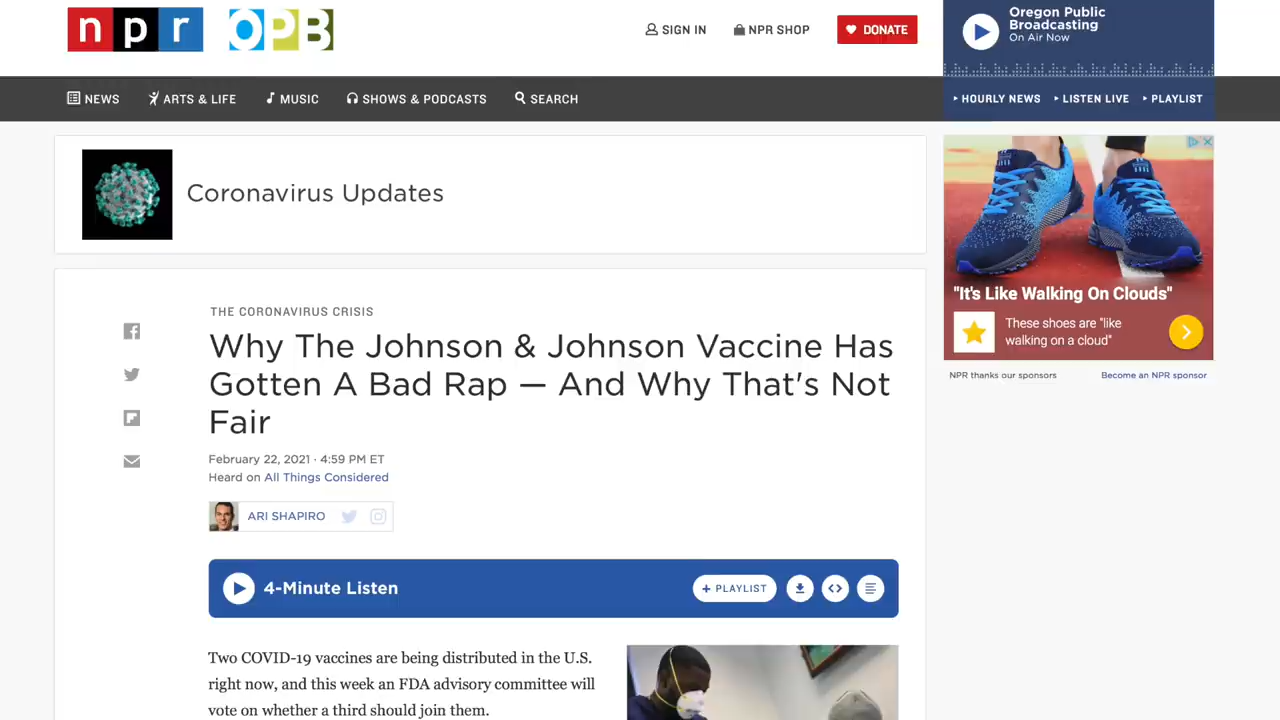 npr OPB
SIGN IN
NPR SHOP
DONATE
Oregon Public
Broadcasting
On Air Now
NEWS
ARTS & LIFE
MUSIC
SHOWS & PODCASTS
SEARCH
HOURLY NEWS
LISTEN LIVE
PLAYLIST
Coronavirus Updates
THE CORONAVIRUS CRISIS
Why The Johnson & Johnson Vaccine Has
Gotten A Bad Rap — And Why That's Not
Fair
February 22, 2021 · 4:59 PM ET
Heard on All Things Considered
ARI SHAPIRO
4-Minute Listen
+ PLAYLIST
Two COVID-19 vaccines are being distributed in the U.S.
right now, and this week an FDA advisory committee will
vote on whether a third should join them.
"It's Like Walking On Clouds"
These shoes are "like
walking on a cloud"
NPR thanks our sponsors
Become an NPR sponsor